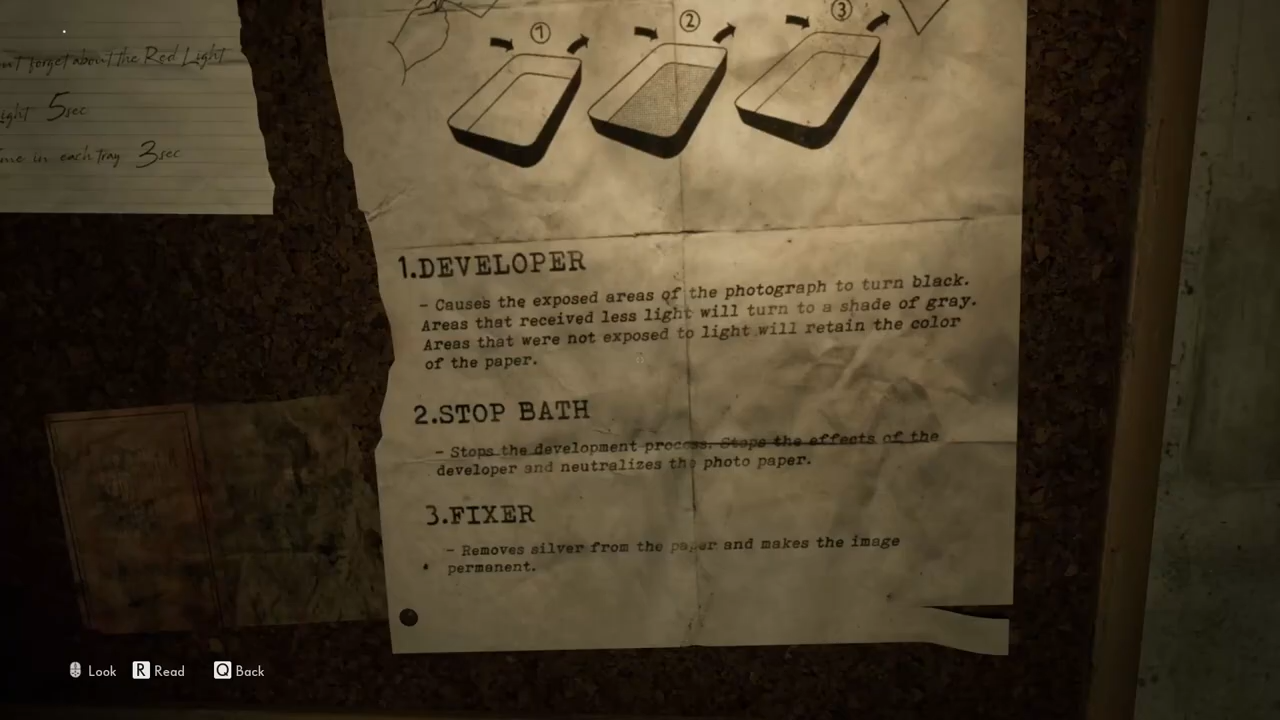 forget about the Red Light
5sec
in each tray 3sec
① ② ③
1.DEVELOPER
- Causes the exposed areas of the photograph to turn black.
Areas that received less light will turn to a shade of gray.
Areas that were not exposed to light will retain the color
of the paper.
2.STOP BATH
- Stops the development process. Stops the effects of the
developer and neutralizes the photo paper.
3.FIXER
- Removes silver from the paper and makes the image
permanent.
Look R Read Q Back